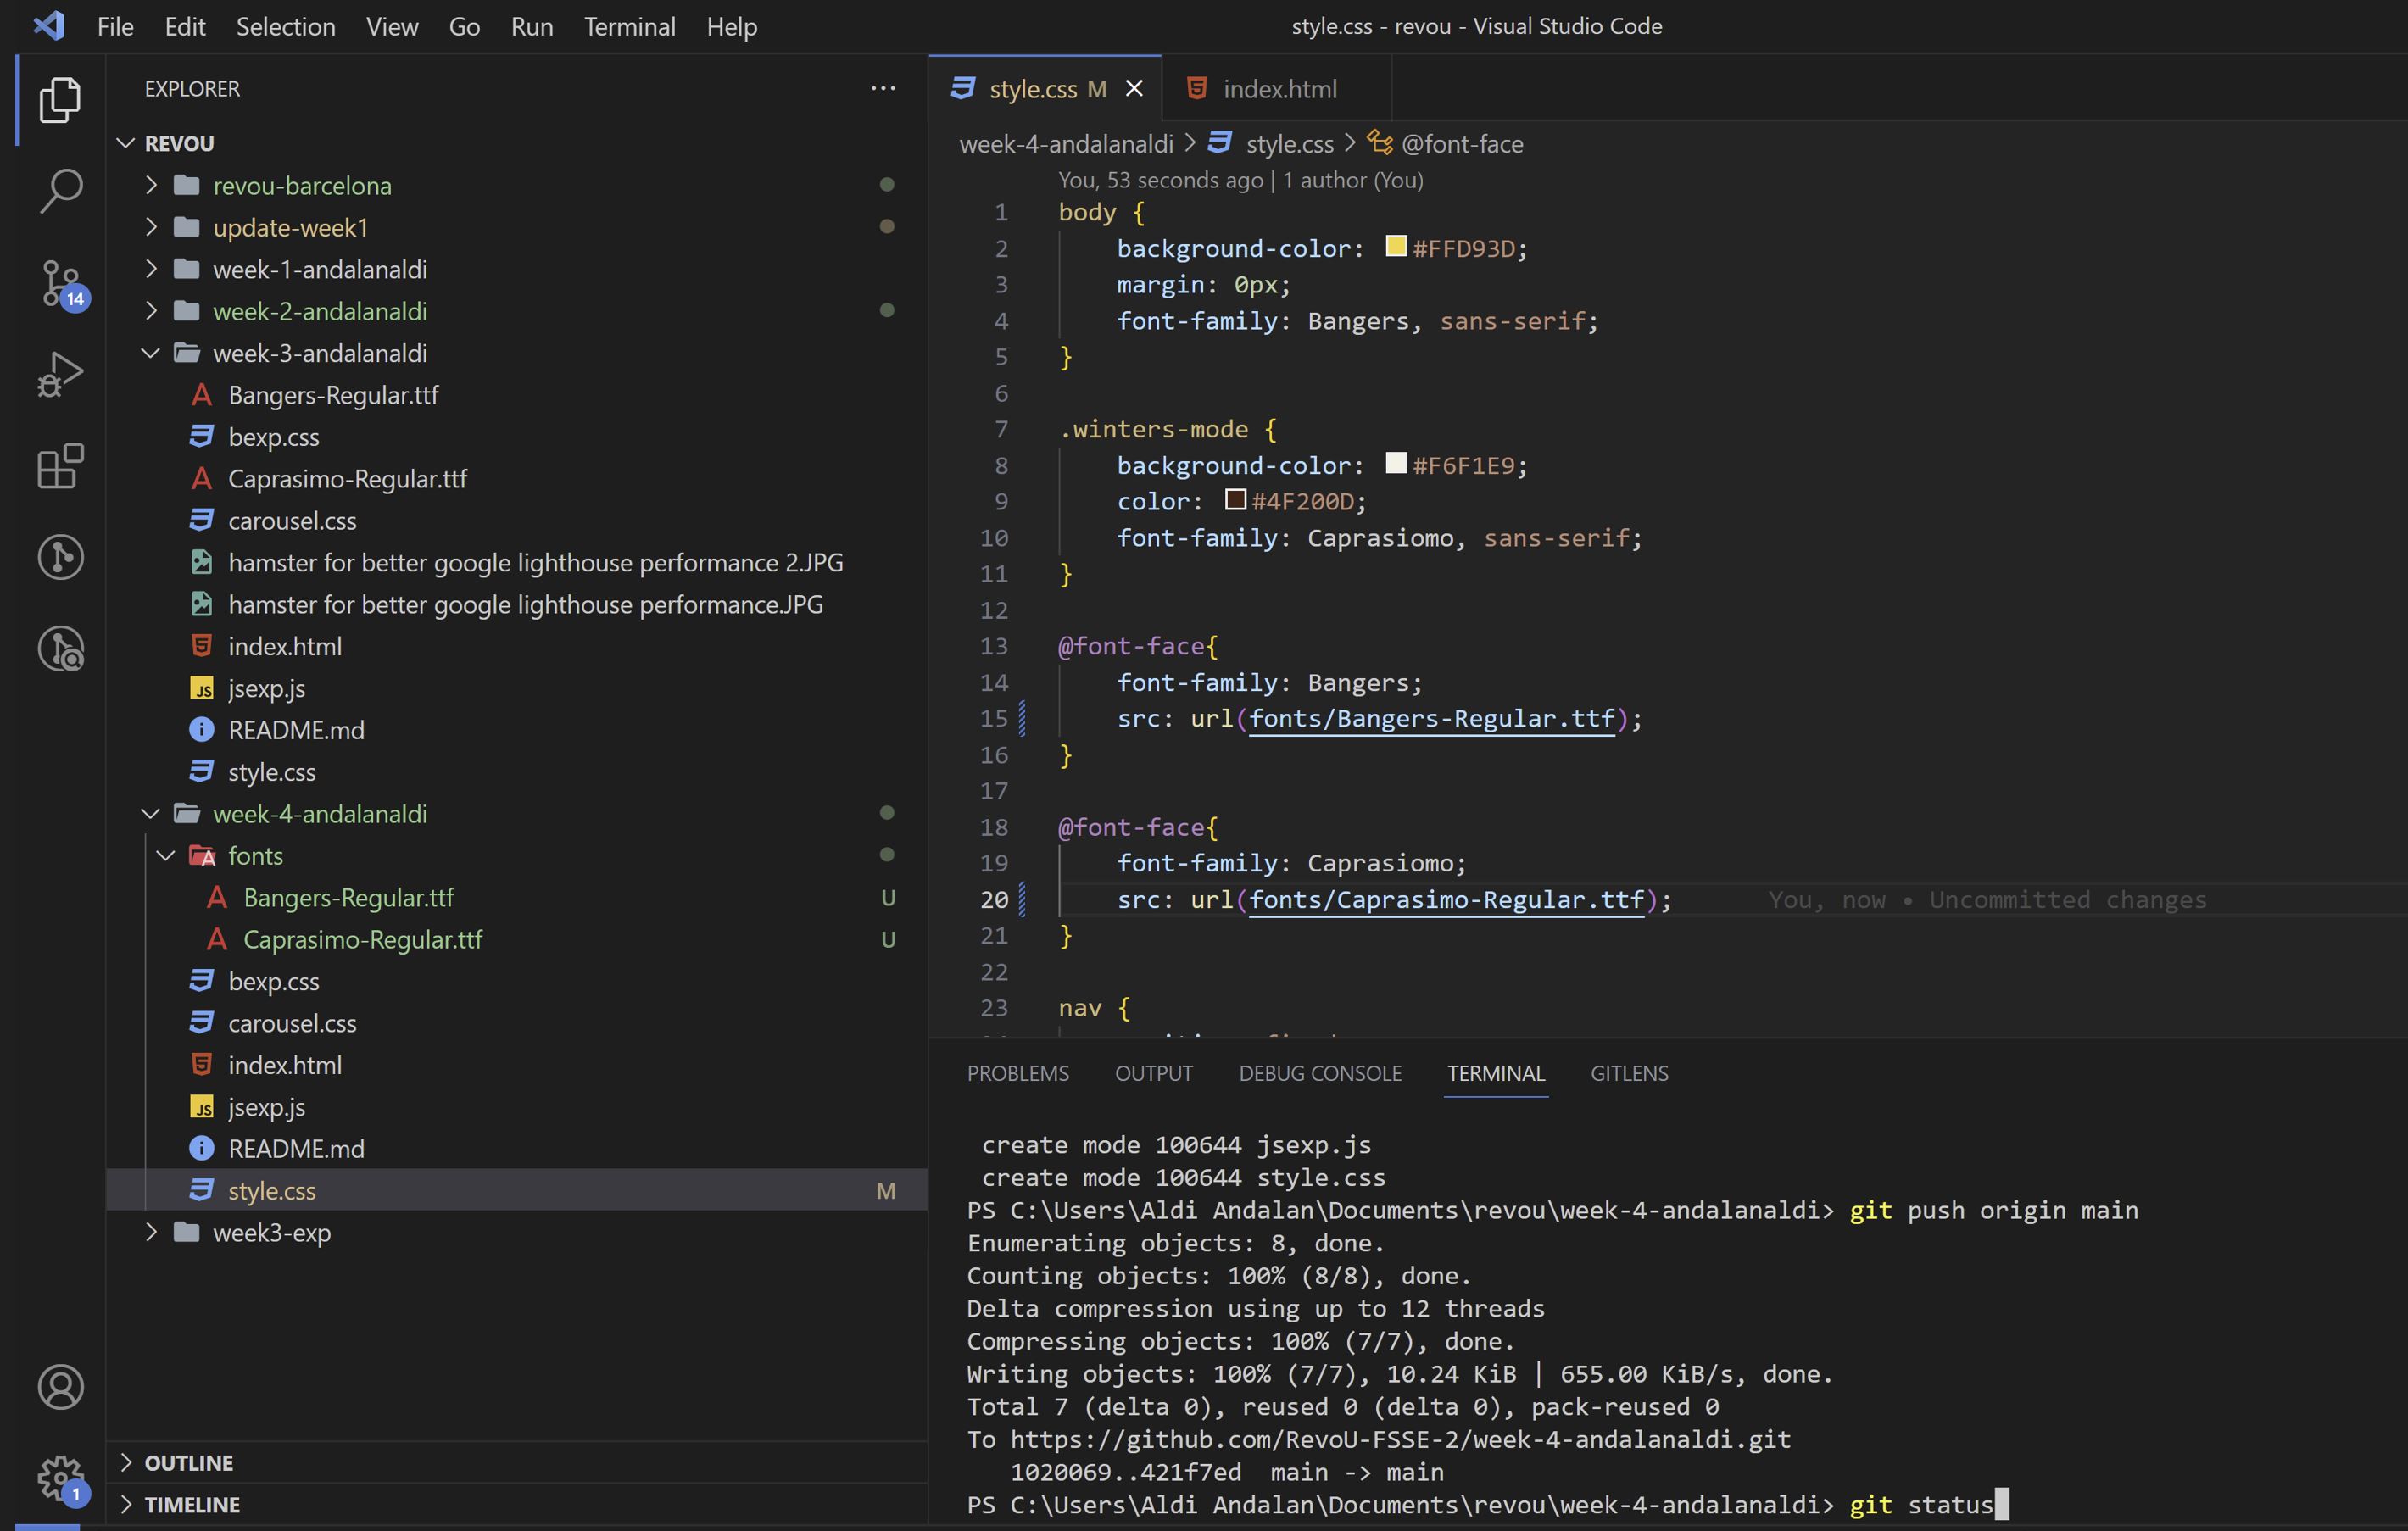 File Edit Selection View Go Run Terminal Help
style.css - revou - Visual Studio Code
EXPLORER
REVOU
revou-barcelona
update-week1
week-1-andalanaldi
week-2-andalanaldi
week-3-andalanaldi
Bangers-Regular.ttf
bexp.css
Caprasimo-Regular.ttf
carousel.css
hamster for better google lighthouse performance 2.JPG
hamster for better google lighthouse performance.JPG
index.html
JS jsexp.js
README.md
style.css
week-4-andalanaldi
fonts
Bangers-Regular.ttf U
Caprasimo-Regular.ttf U
bexp.css
carousel.css
index.html
JS jsexp.js
README.md
style.css M
week3-exp
OUTLINE
TIMELINE
14
1
style.css M
index.html
week-4-andalanaldi > style.css > @font-face
You, 53 seconds ago | 1 author (You)
1 body {
2 background-color: #FFD93D;
3 margin: 0px;
4 font-family: Bangers, sans-serif;
5 }
6
7 .winters-mode {
8 background-color: #F6F1E9;
9 color: #4F200D;
10 font-family: Caprasiomo, sans-serif;
11 }
12
13 @font-face{
14 font-family: Bangers;
15 src: url(fonts/Bangers-Regular.ttf);
16 }
17
18 @font-face{
19 font-family: Caprasiomo;
20 src: url(fonts/Caprasimo-Regular.ttf); You, now • Uncommitted changes
21 }
22
23 nav {
PROBLEMS OUTPUT DEBUG CONSOLE TERMINAL GITLENS
create mode 100644 jsexp.js
create mode 100644 style.css
PS C:\Users\Aldi Andalan\Documents\revou\week-4-andalanaldi> git push origin main
Enumerating objects: 8, done.
Counting objects: 100% (8/8), done.
Delta compression using up to 12 threads
Compressing objects: 100% (7/7), done.
Writing objects: 100% (7/7), 10.24 KiB | 655.00 KiB/s, done.
Total 7 (delta 0), reused 0 (delta 0), pack-reused 0
To https://github.com/RevoU-FSSE-2/week-4-andalanaldi.git
1020069..421f7ed main -> main
PS C:\Users\Aldi Andalan\Documents\revou\week-4-andalanaldi> git status